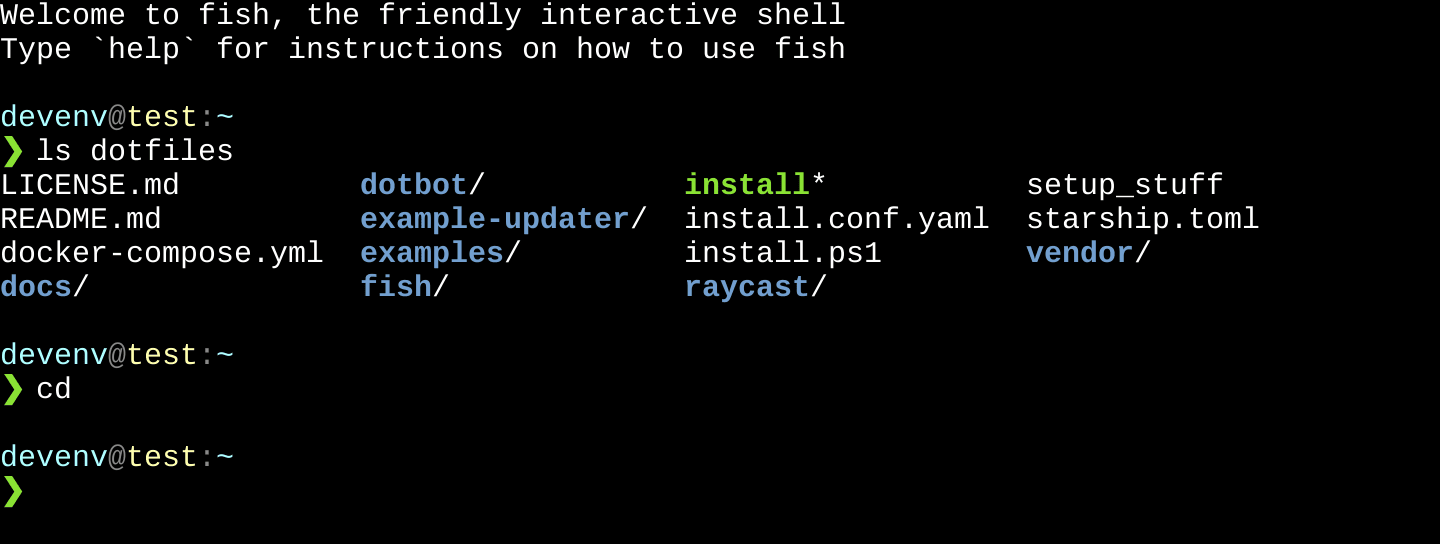 Welcome to fish, the friendly interactive shell
Type `help` for instructions on how to use fish
devenv@test:~
❯ ls dotfiles
LICENSE.md          dotbot/           install*           setup_stuff
README.md           example-updater/  install.conf.yaml  starship.toml
docker-compose.yml  examples/         install.ps1        vendor/
docs/               fish/             raycast/
devenv@test:~
❯ cd
devenv@test:~
❯